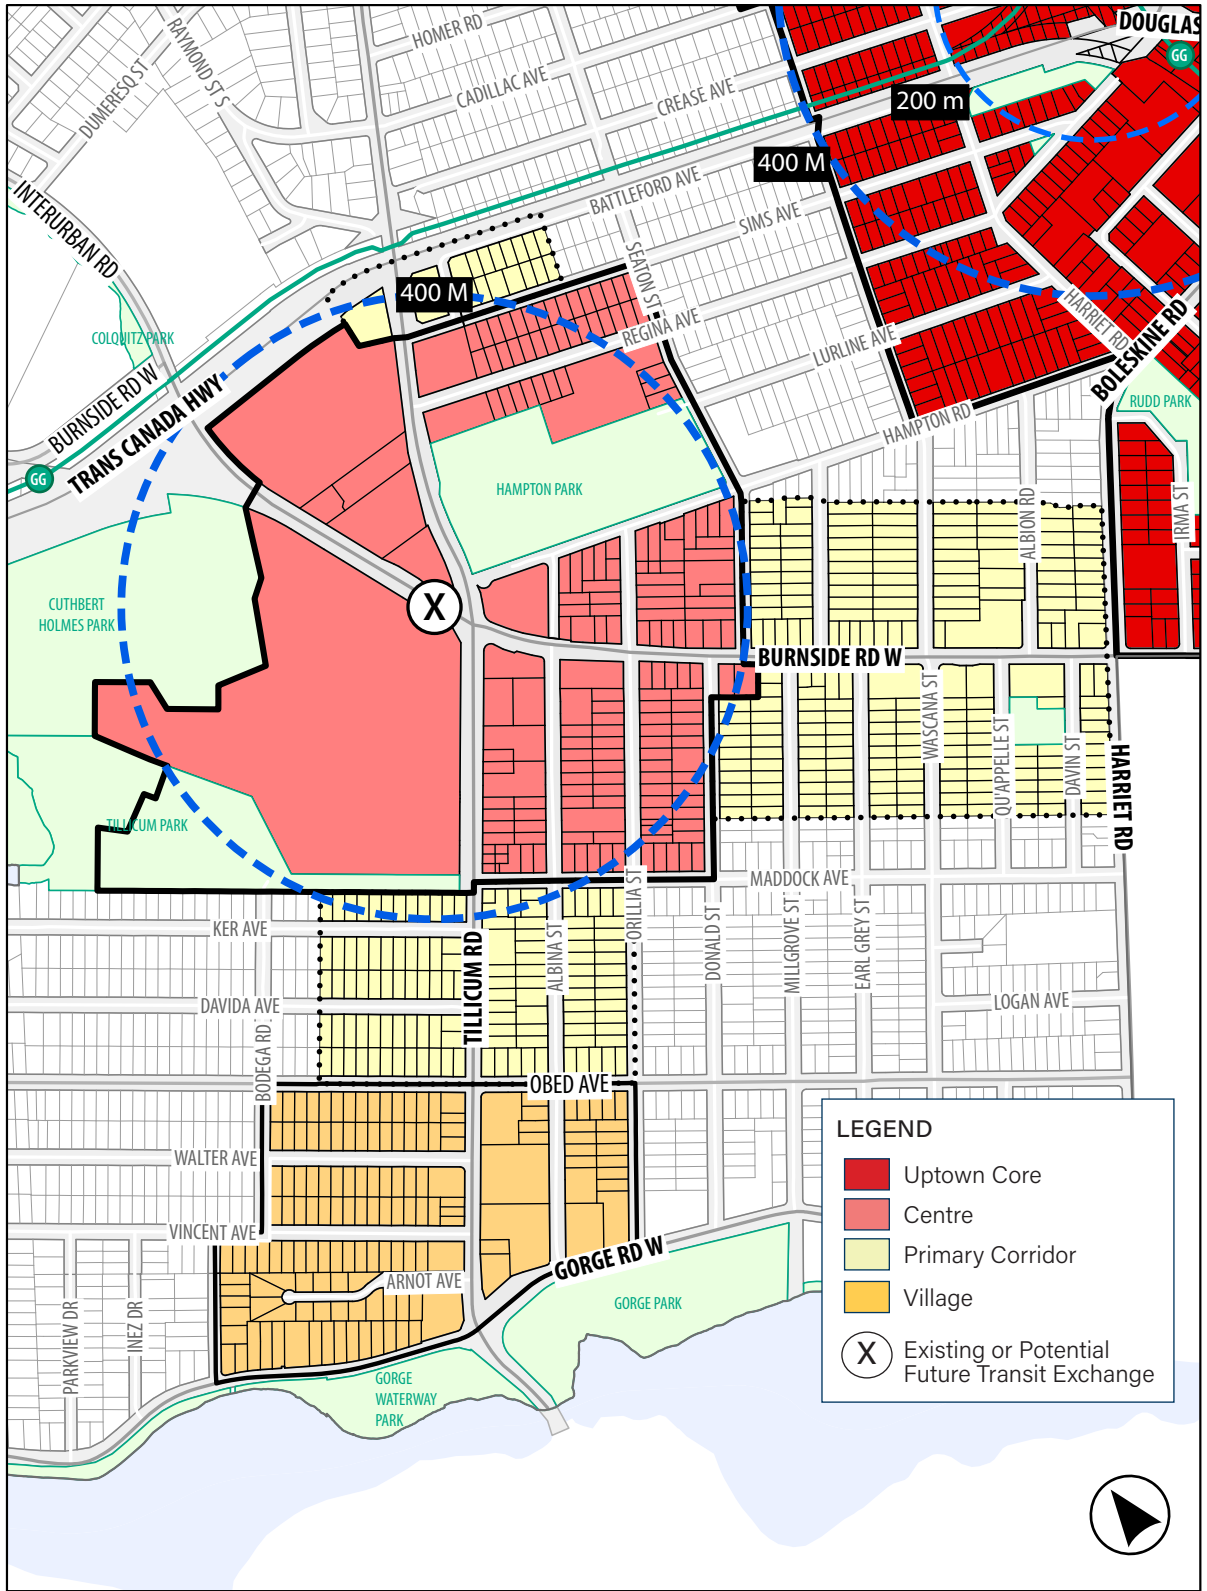 DOUGLAS
HOMER RD
RAYMOND ST S
GG
CADILLAC AVE
DUMERESQ ST
CREASE AVE
200 m
400 M
BATTLEFORD AVE
SIMS AVE
INTERURBAN RD
SEATON ST
400 M
REGINA AVE
HARRIET RD
COLQUITZ PARK
LURLINE AVE
BOLESKINE RD
BURNSIDE RD W
TRANS CANADA HWY
RUDD PARK
HAMPTON RD
GG
HAMPTON PARK
IRMA ST
ALBION RD
CUTHBERT
HOLMES PARK
X
BURNSIDE RD W
WASCANA ST
QU'APPELLE ST
DAVIN ST
HARRIET RD
TILLICUM PARK
MADDOCK AVE
ORILLIA ST
KER AVE
TILLICUM RD
ALBINA ST
DONALD ST
MILLGROVE ST
EARL GREY ST
DAVIDA AVE
LOGAN AVE
BODEGA RD
OBED AVE
WALTER AVE
VINCENT AVE
GORGE RD W
ARNOT AVE
GORGE PARK
PARKVIEW DR
INEZ DR
GORGE
WATERWAY
PARK
LEGEND
Uptown Core
Centre
Primary Corridor
Village
X
Existing or Potential
Future Transit Exchange